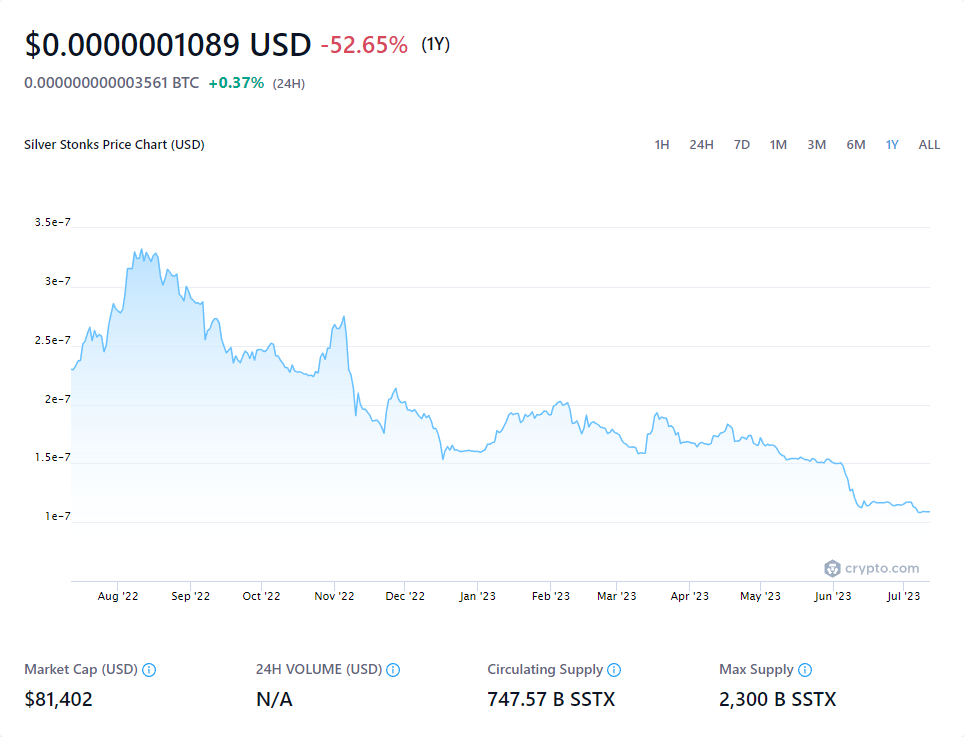 $0.0000001089 USD -52.65% (1Y)
0.000000000003561 BTC +0.37% (24H)
Silver Stonks Price Chart (USD) 1H 24H 7D 1M 3M 6M 1Y ALL
3.5e-7
3e-7
2.5e-7
2e-7
1.5e-7
1e-7
crypto.com
Aug '22 Sep '22 Oct '22 Nov '22 Dec '22 Jan '23 Feb '23 Mar '23 Apr '23 May '23 Jun '23 Jul '23
Market Cap (USD) 24H VOLUME (USD) Circulating Supply Max Supply
$81,402 N/A 747.57 B SSTX 2,300 B SSTX